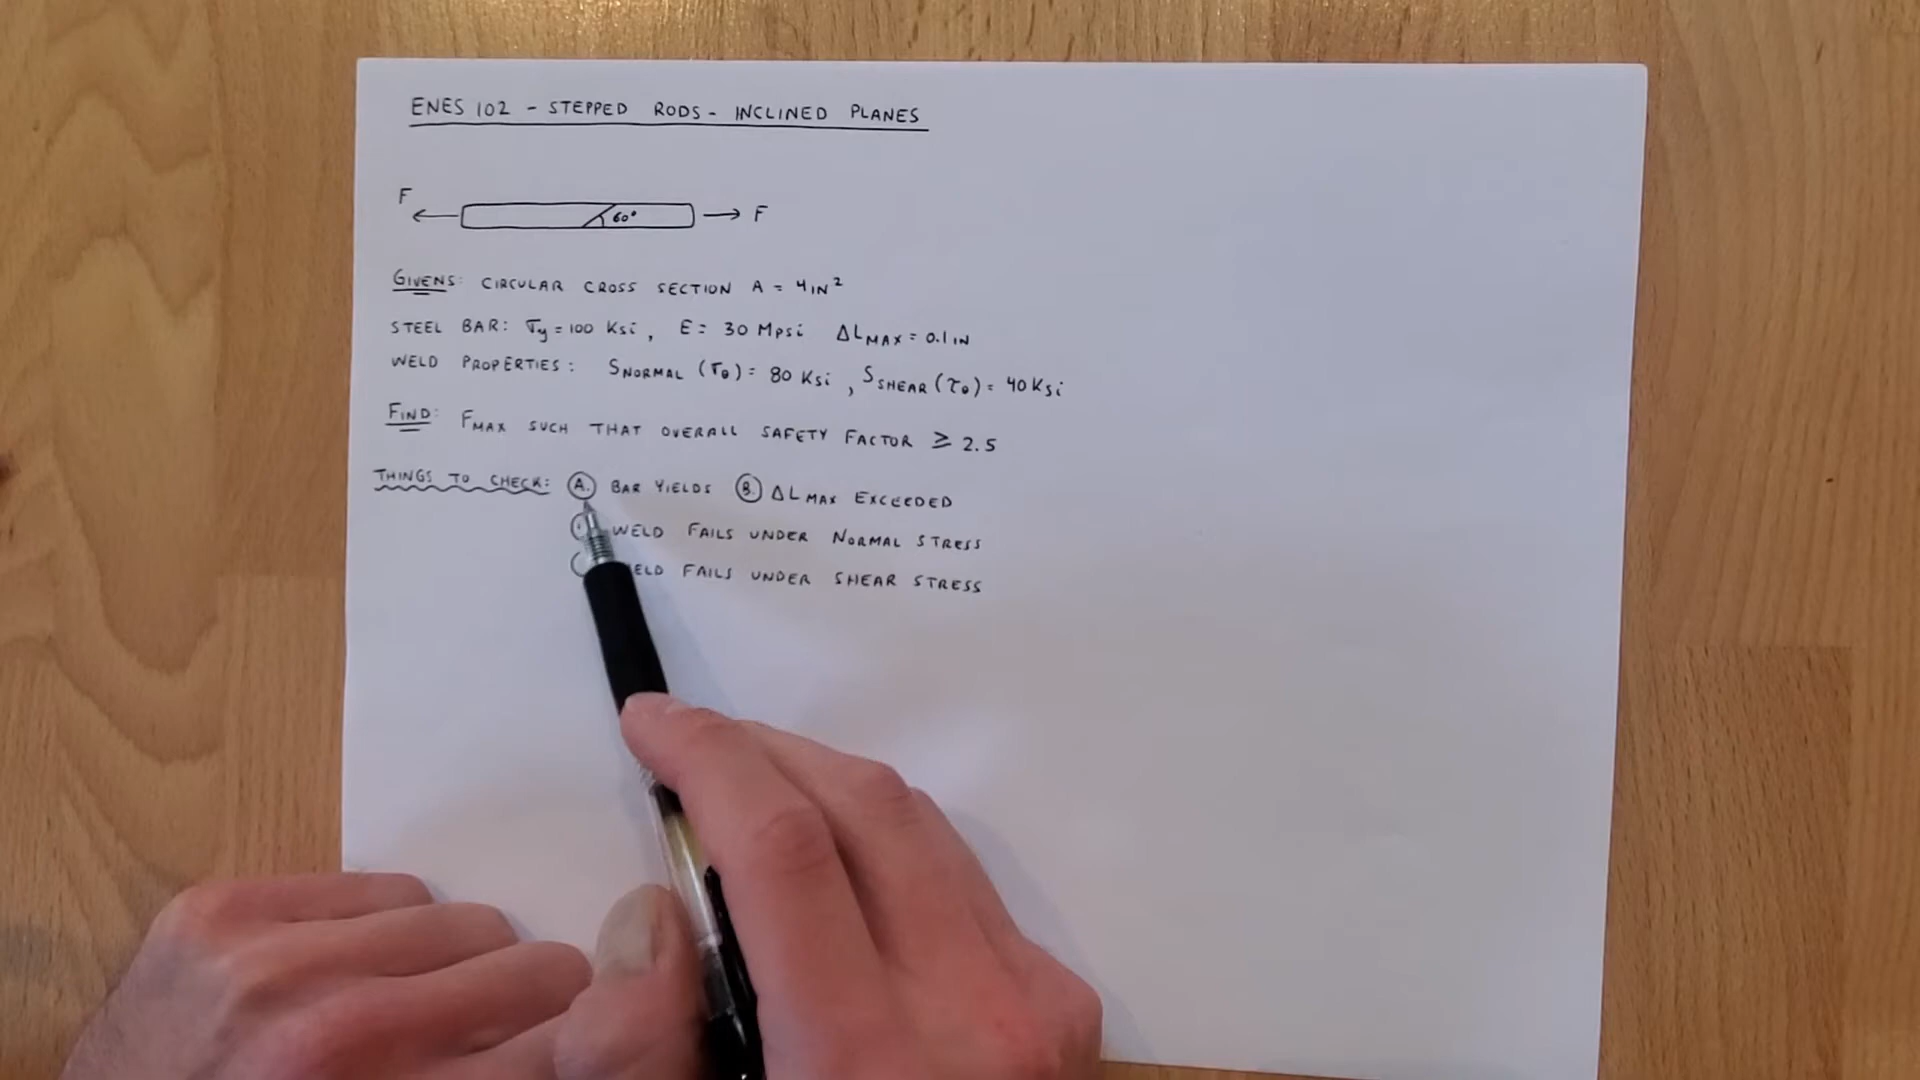 ENES 102 - STEPPED RODS - INCLINED PLANES
F 60° F
GIVENS: CIRCULAR CROSS SECTION A = 4IN²
STEEL BAR: σy = 100 Ksi, E = 30 Mpsi ΔLMAX = 0.1 IN
WELD PROPERTIES: SNORMAL (σθ) = 80 Ksi, SSHEAR (τθ) = 40 Ksi
FIND: FMAX SUCH THAT OVERALL SAFETY FACTOR ≥ 2.5
THINGS TO CHECK: A. BAR YIELDS B. ΔLMAX EXCEEDED
WELD FAILS UNDER NORMAL STRESS
FAILS UNDER SHEAR STRESS